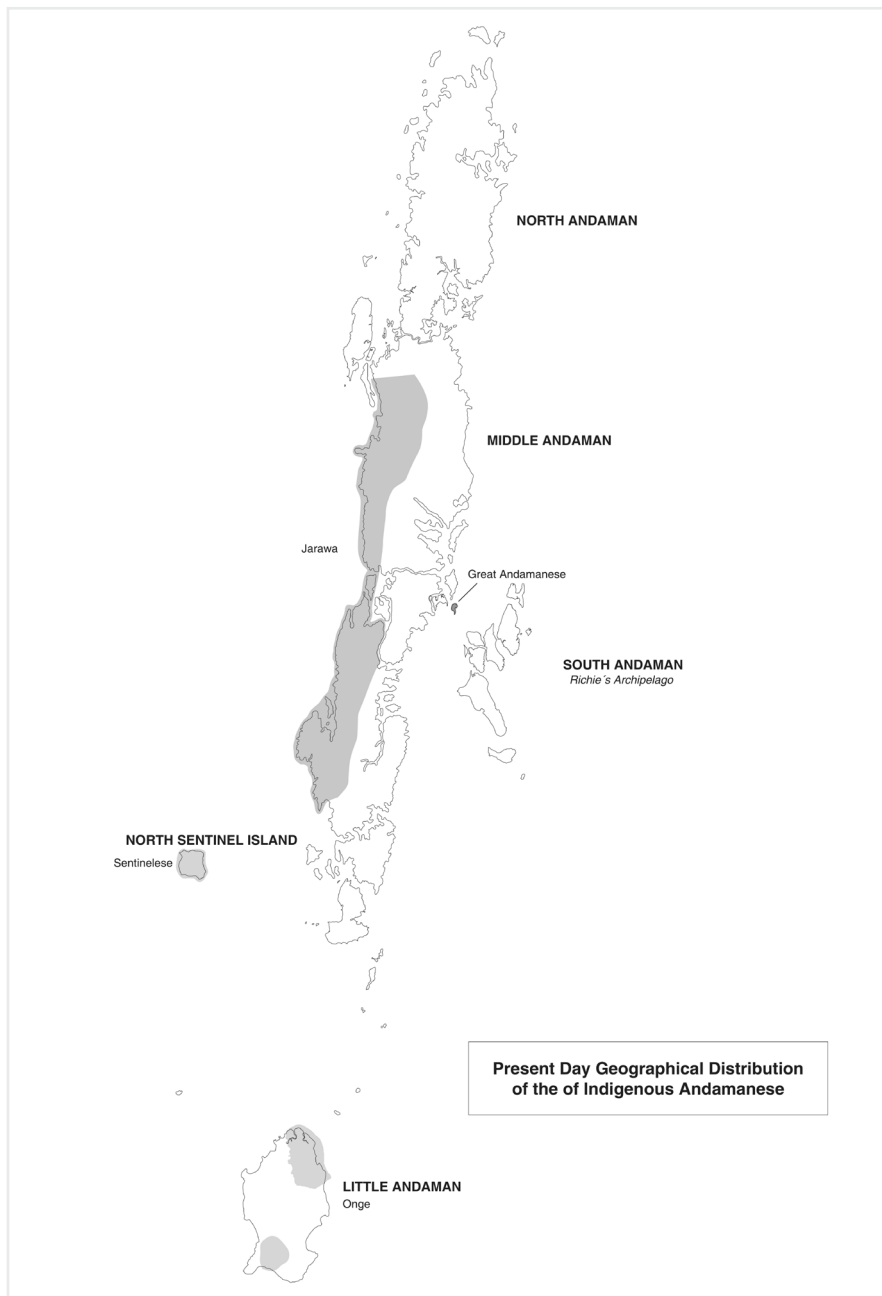 NORTH ANDAMAN
MIDDLE ANDAMAN
Jarawa
Great Andamanese
SOUTH ANDAMAN
Richie´s Archipelago
NORTH SENTINEL ISLAND
Sentinelese
Present Day Geographical Distribution
of the of Indigenous Andamanese
LITTLE ANDAMAN
Onge